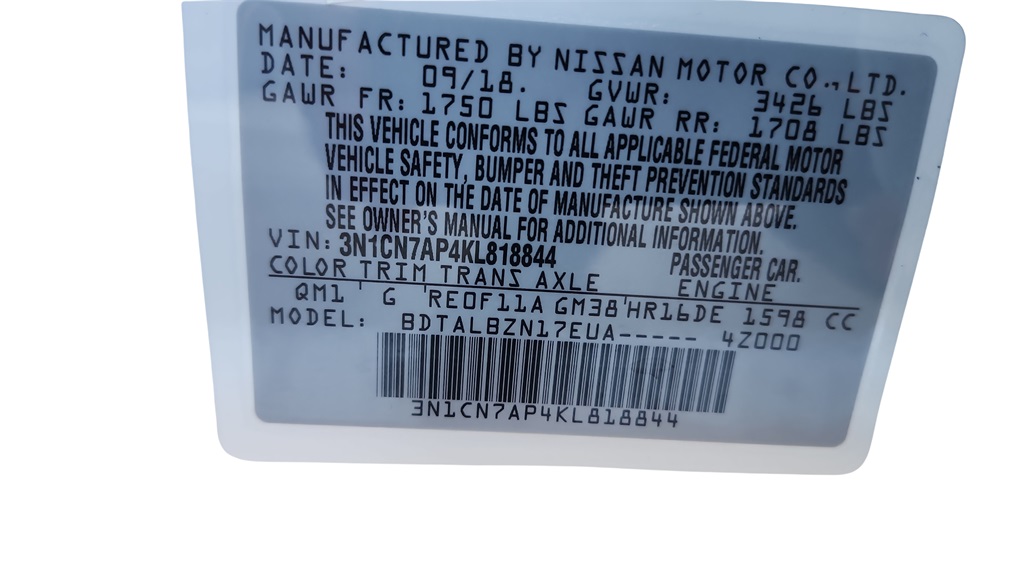 MANUFACTURED BY NISSAN MOTOR CO., LTD.
DATE: 09/18. GVWR: 3426 LBS
GAWR FR: 1750 LBS GAWR RR: 1708 LBS
THIS VEHICLE CONFORMS TO ALL APPLICABLE FEDERAL MOTOR
VEHICLE SAFETY, BUMPER AND THEFT PREVENTION STANDARDS
IN EFFECT ON THE DATE OF MANUFACTURE SHOWN ABOVE.
SEE OWNER'S MANUAL FOR ADDITIONAL INFORMATION.
VIN: 3N1CN7AP4KL818844 PASSENGER CAR.
COLOR TRIM TRANS AXLE ENGINE
QM1 ' G ' RE0F11A GM38 ' HR16DE 1598 CC
MODEL: BDTALBZN17EUA----- 4Z000
3N1CN7AP4KL818844